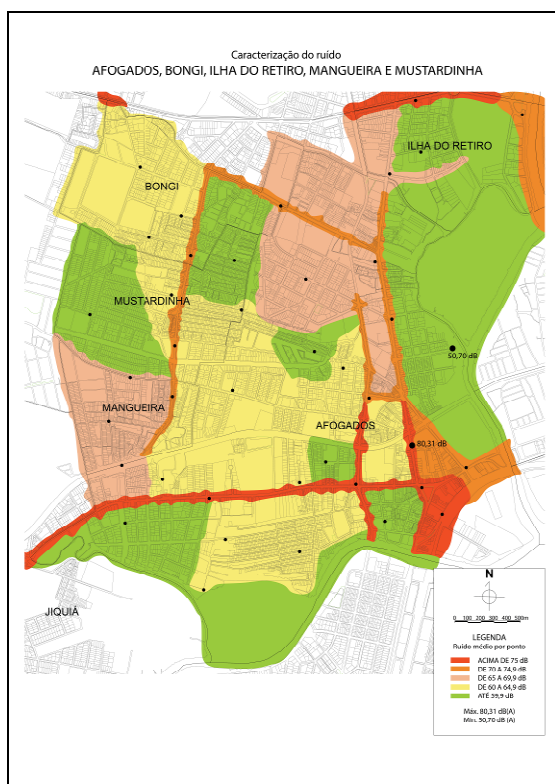 Caracterização do ruído
AFOGADOS, BONGI, ILHA DO RETIRO, MANGUEIRA E MUSTARDINHA
ILHA DO RETIRO
BONGI
MUSTARDINHA
50,70 dB
MANGUEIRA
AFOGADOS
80,31 dB
JIQUIÁ
N
0 100 200 300 400 500m
LEGENDA
Ruído médio por ponto
ACIMA DE 75 dB
DE 70 A 74,9 dB
DE 65 A 69,9 dB
DE 60 A 64,9 dB
ATÉ 59,9 dB
Máx. 80,31 dB(A)
Mín. 50,70 dB (A)